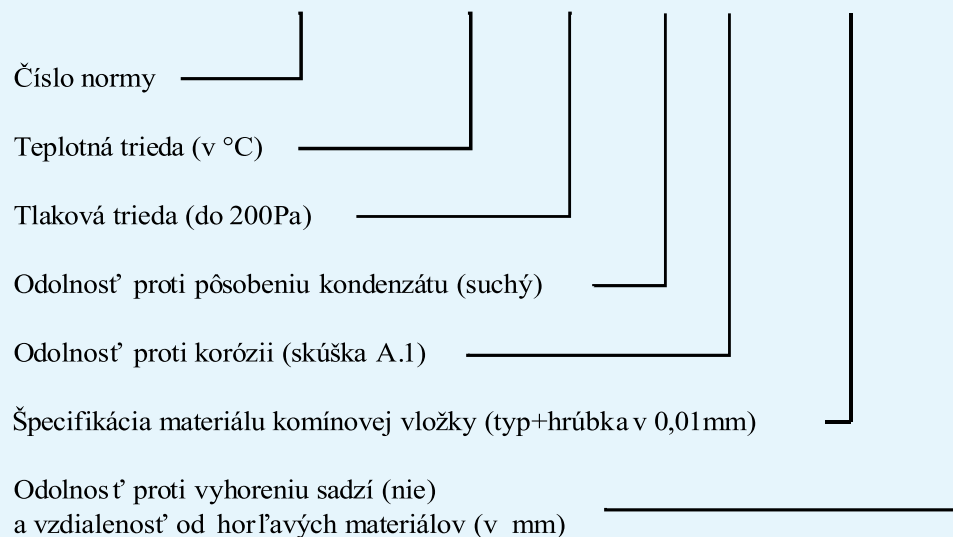 Číslo normy
Teplotná trieda (v °C)
Tlaková trieda (do 200Pa)
Odolnosť proti pôsobeniu kondenzátu (suchý)
Odolnosť proti korózii (skúška A.1)
Špecifikácia materiálu komínovej vložky (typ+hrúbka v 0,01mm)
Odolnosť proti vyhoreniu sadzí (nie)
a vzdialenosť od horľavých materiálov (v mm)